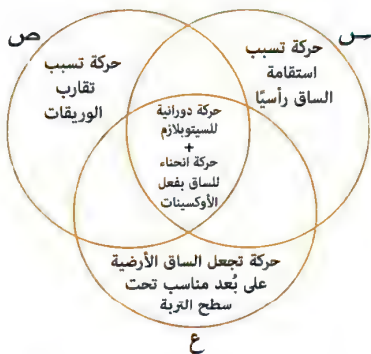 س
ص
حركة تسبب
استقامة
الساق رأسيًا
حركة تسبب
تقارب
الوريقات
حركة دورانية
للسيتوبلازم
+
حركة انحناء
للساق بفعل
الأوكسينات
حركة تجعل الساق الأرضية
على بُعد مناسب تحت
سطح التربة
ع